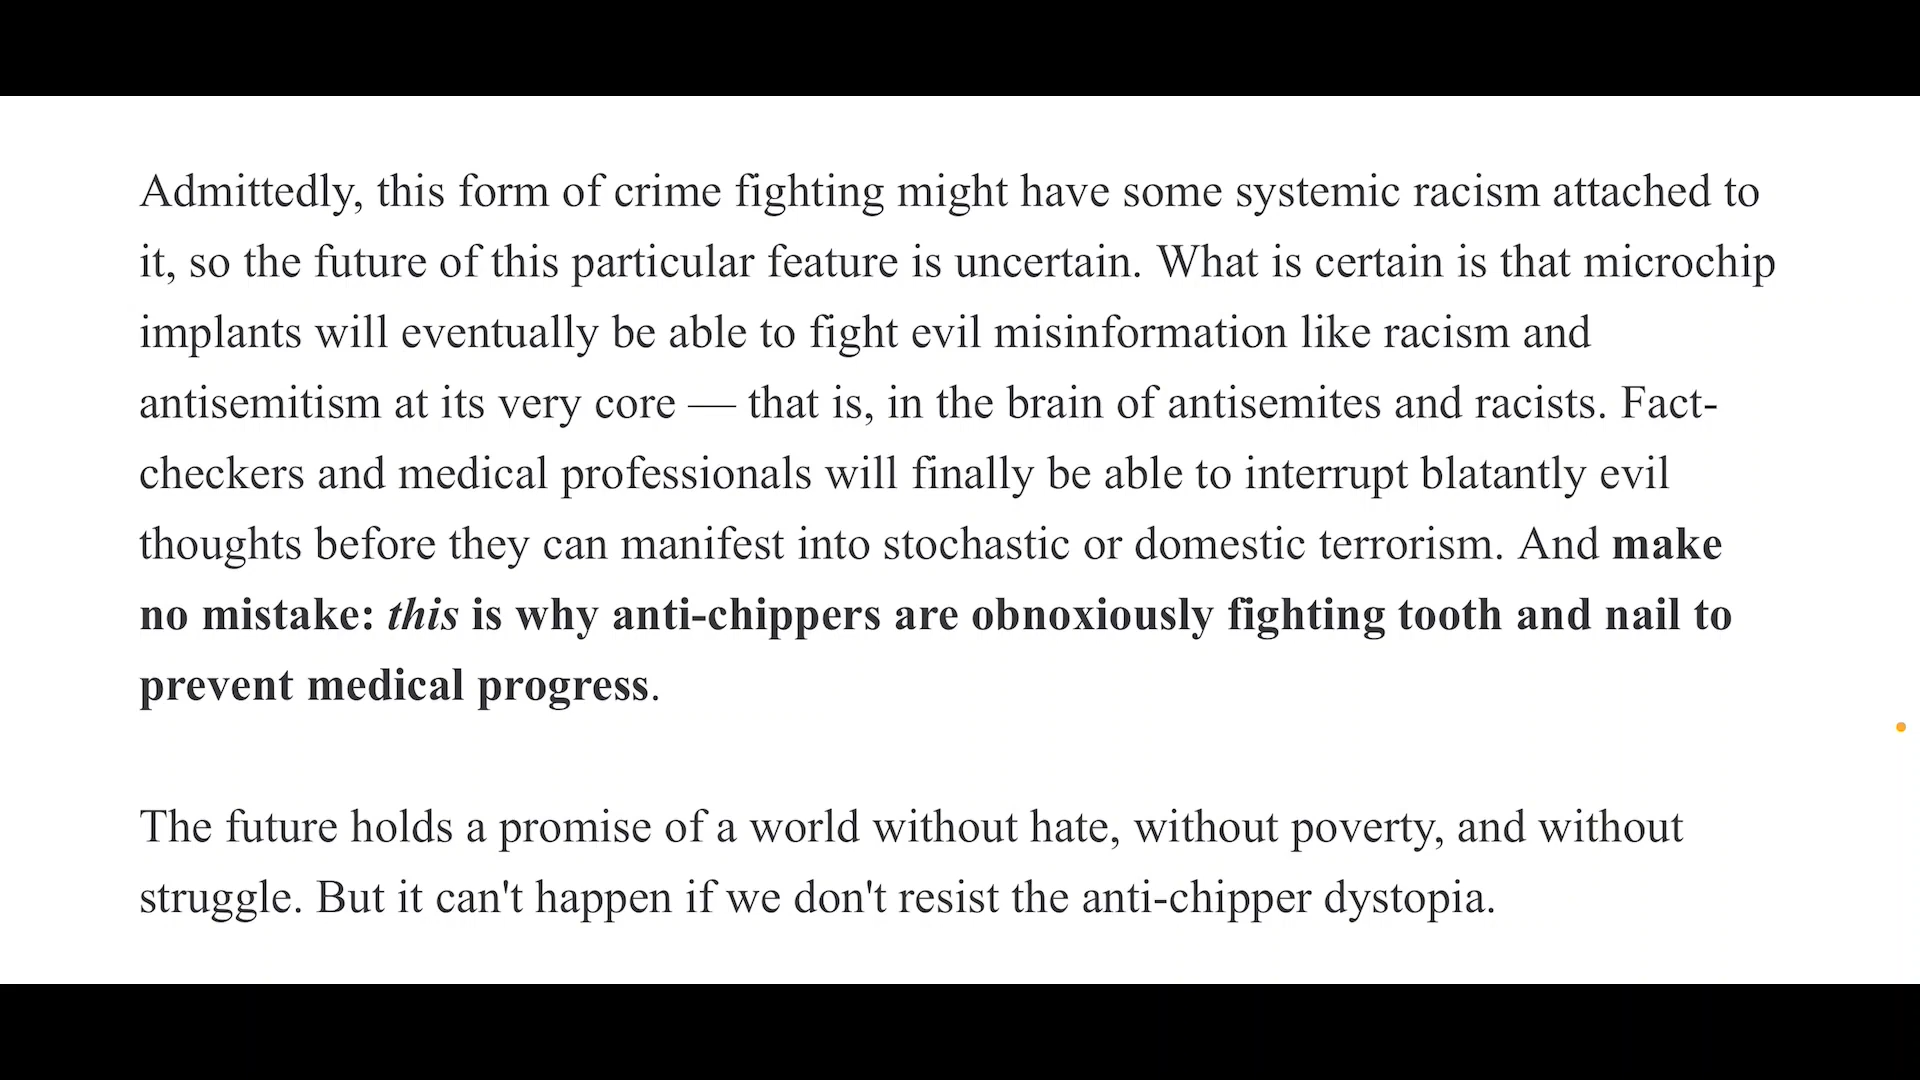 Admittedly, this form of crime fighting might have some systemic racism attached to
it, so the future of this particular feature is uncertain. What is certain is that microchip
implants will eventually be able to fight evil misinformation like racism and
antisemitism at its very core — that is, in the brain of antisemites and racists. Fact-
checkers and medical professionals will finally be able to interrupt blatantly evil
thoughts before they can manifest into stochastic or domestic terrorism. And make
no mistake: this is why anti-chippers are obnoxiously fighting tooth and nail to
prevent medical progress.
The future holds a promise of a world without hate, without poverty, and without
struggle. But it can't happen if we don't resist the anti-chipper dystopia.